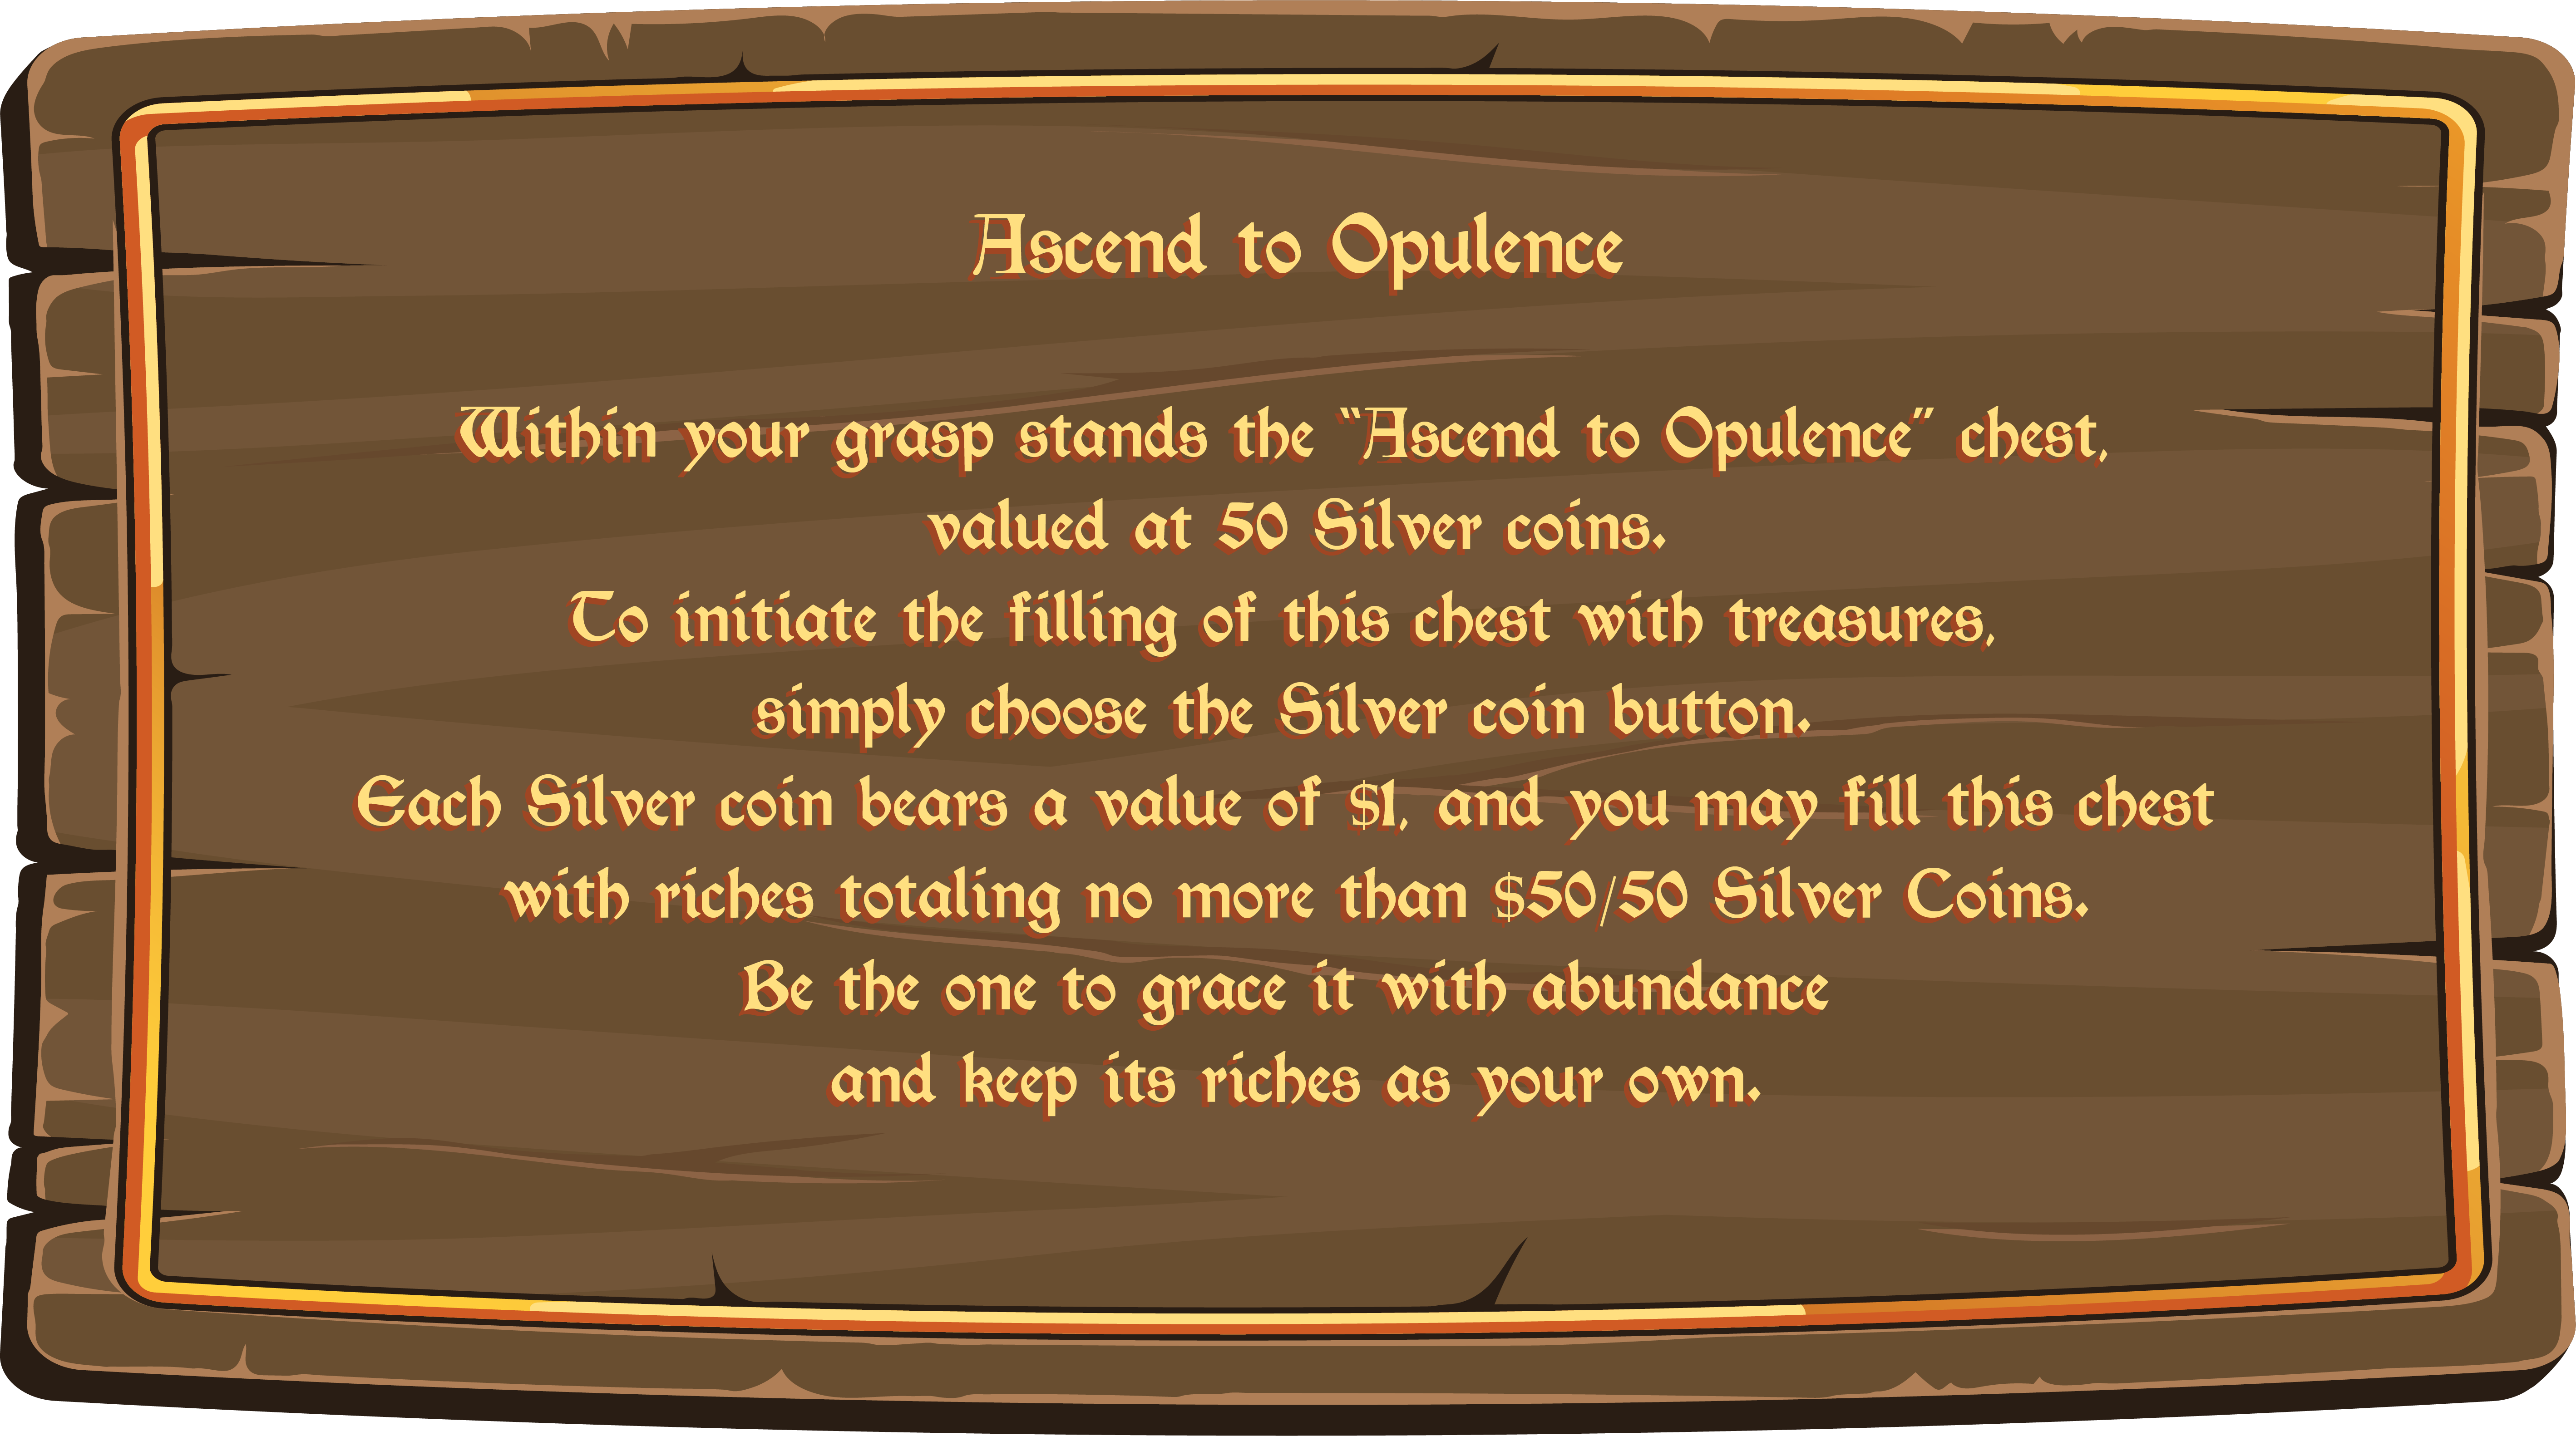 Ascend to Opulence
Within your grasp stands the "Ascend to Opulence" chest,
valued at 50 Silver coins.
To initiate the filling of this chest with treasures,
simply choose the Silver coin button.
Each Silver coin bears a value of $1, and you may fill this chest
with riches totaling no more than $50/50 Silver Coins.
Be the one to grace it with abundance
and keep its riches as your own.